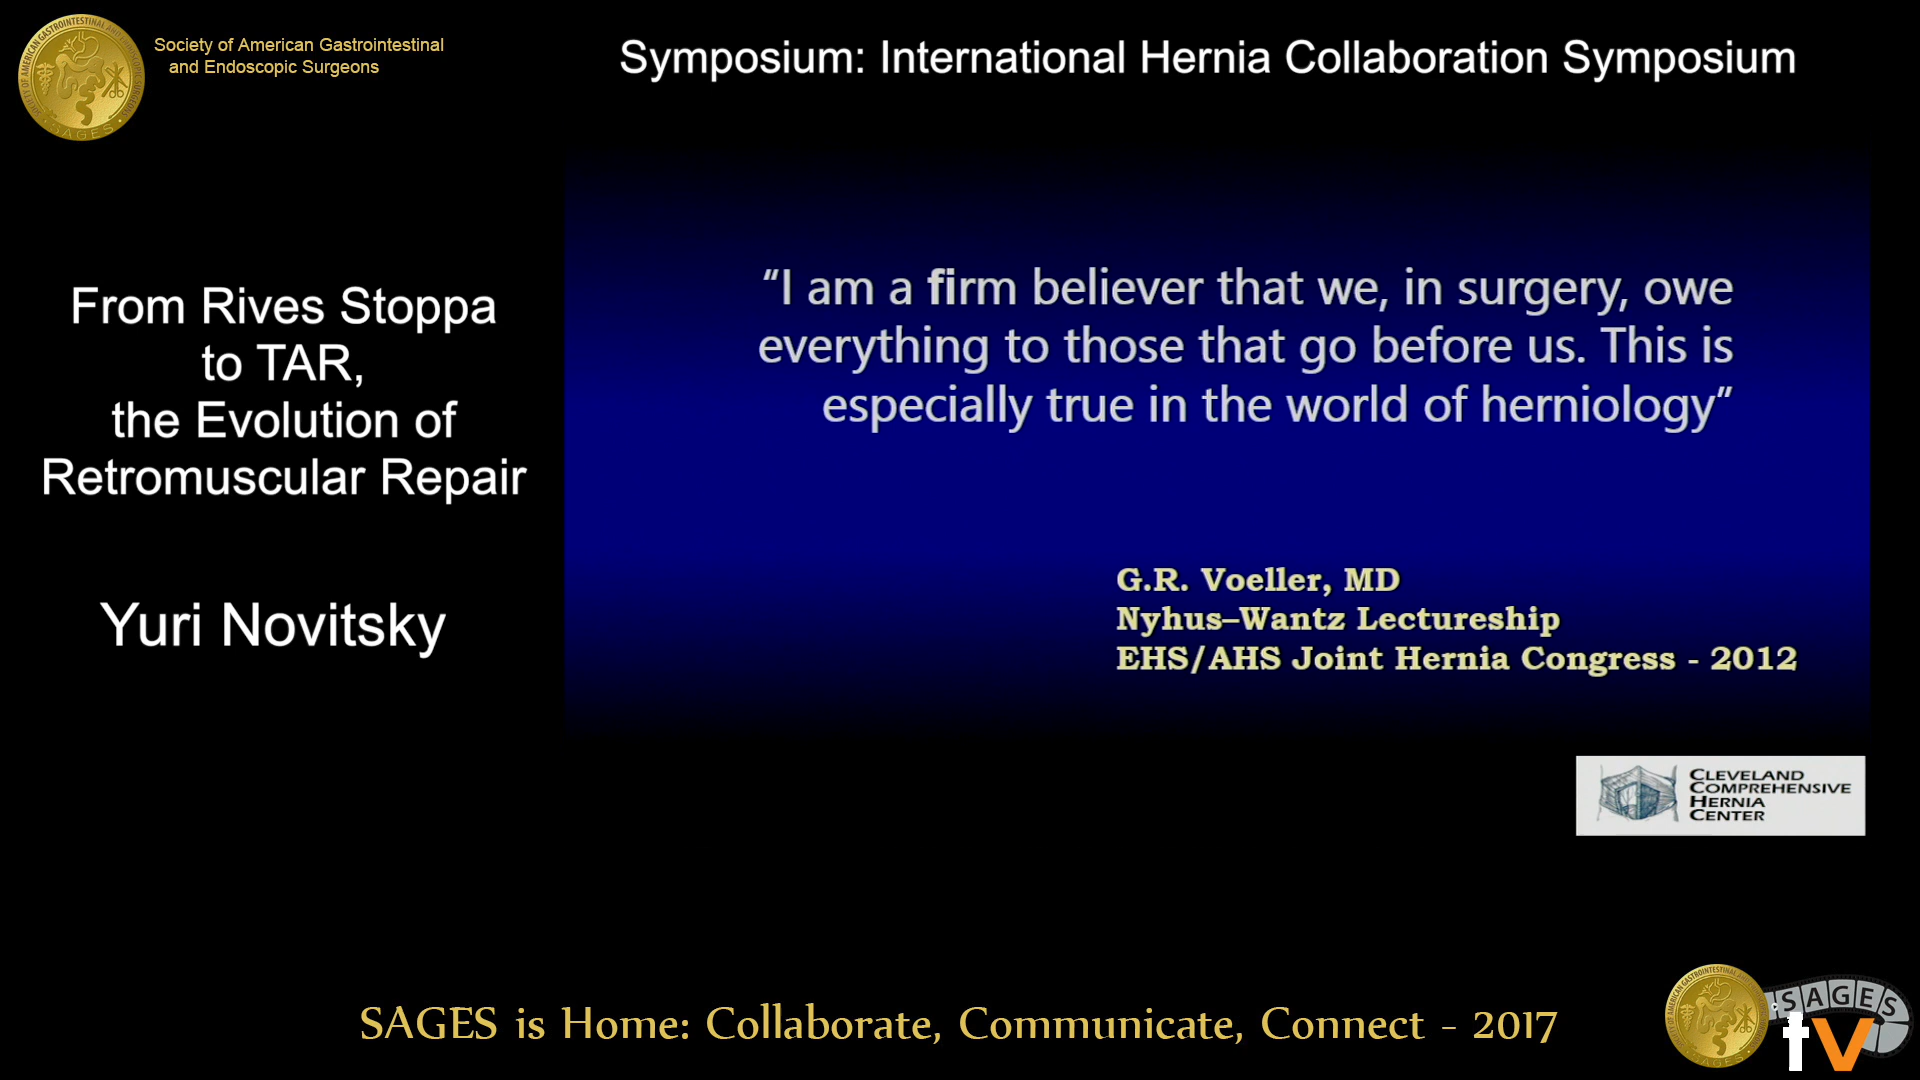 Society of American Gastrointestinal
and Endoscopic Surgeons
Symposium: International Hernia Collaboration Symposium
From Rives Stoppa
to TAR,
the Evolution of
Retromuscular Repair
Yuri Novitsky
“I am a firm believer that we, in surgery, owe
everything to those that go before us. This is
especially true in the world of herniology”
G.R. Voeller, MD
Nyhus–Wantz Lectureship
EHS/AHS Joint Hernia Congress - 2012
CLEVELAND
COMPREHENSIVE
HERNIA
CENTER
SAGES is Home: Collaborate, Communicate, Connect - 2017
SAGES
tv